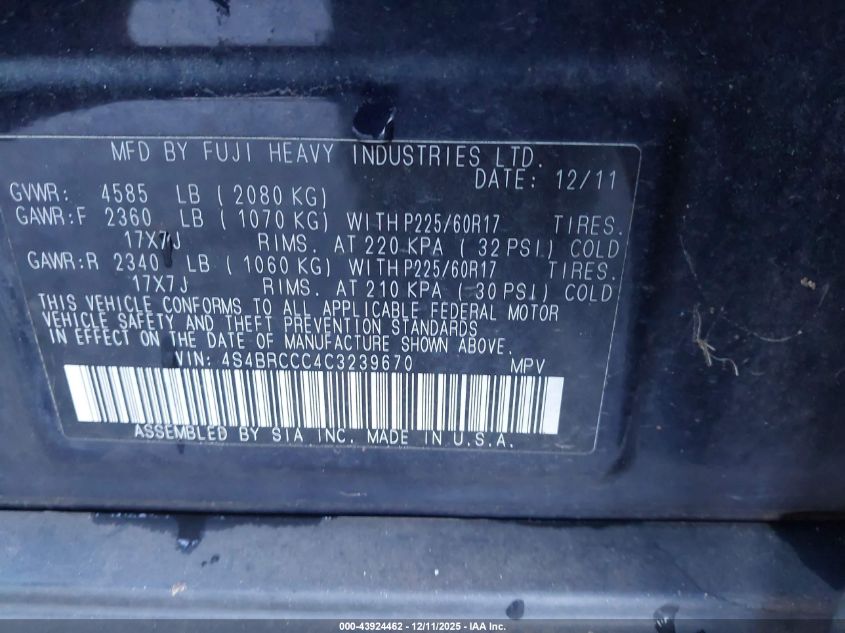 MFD BY FUJI HEAVY INDUSTRIES LTD.
DATE: 12/11
GVWR: 4585 LB (2080 KG)
GAWR:F 2360 LB (1070 KG) WITH P225/60R17 TIRES.
17X7J RIMS. AT 220 KPA (32 PSI) COLD
GAWR:R 2340 LB (1060 KG) WITH P225/60R17 TIRES.
17X7J RIMS. AT 210 KPA (30 PSI) COLD
THIS VEHICLE CONFORMS TO ALL APPLICABLE FEDERAL MOTOR
VEHICLE SAFETY AND THEFT PREVENTION STANDARDS
IN EFFECT ON THE DATE OF MANUFACTURE SHOWN ABOVE.
VIN: 4S4BRCCC4C3239670 MPV
ASSEMBLED BY SIA INC. MADE IN U.S.A.
000-43924462 - 12/11/2025 - IAA Inc.